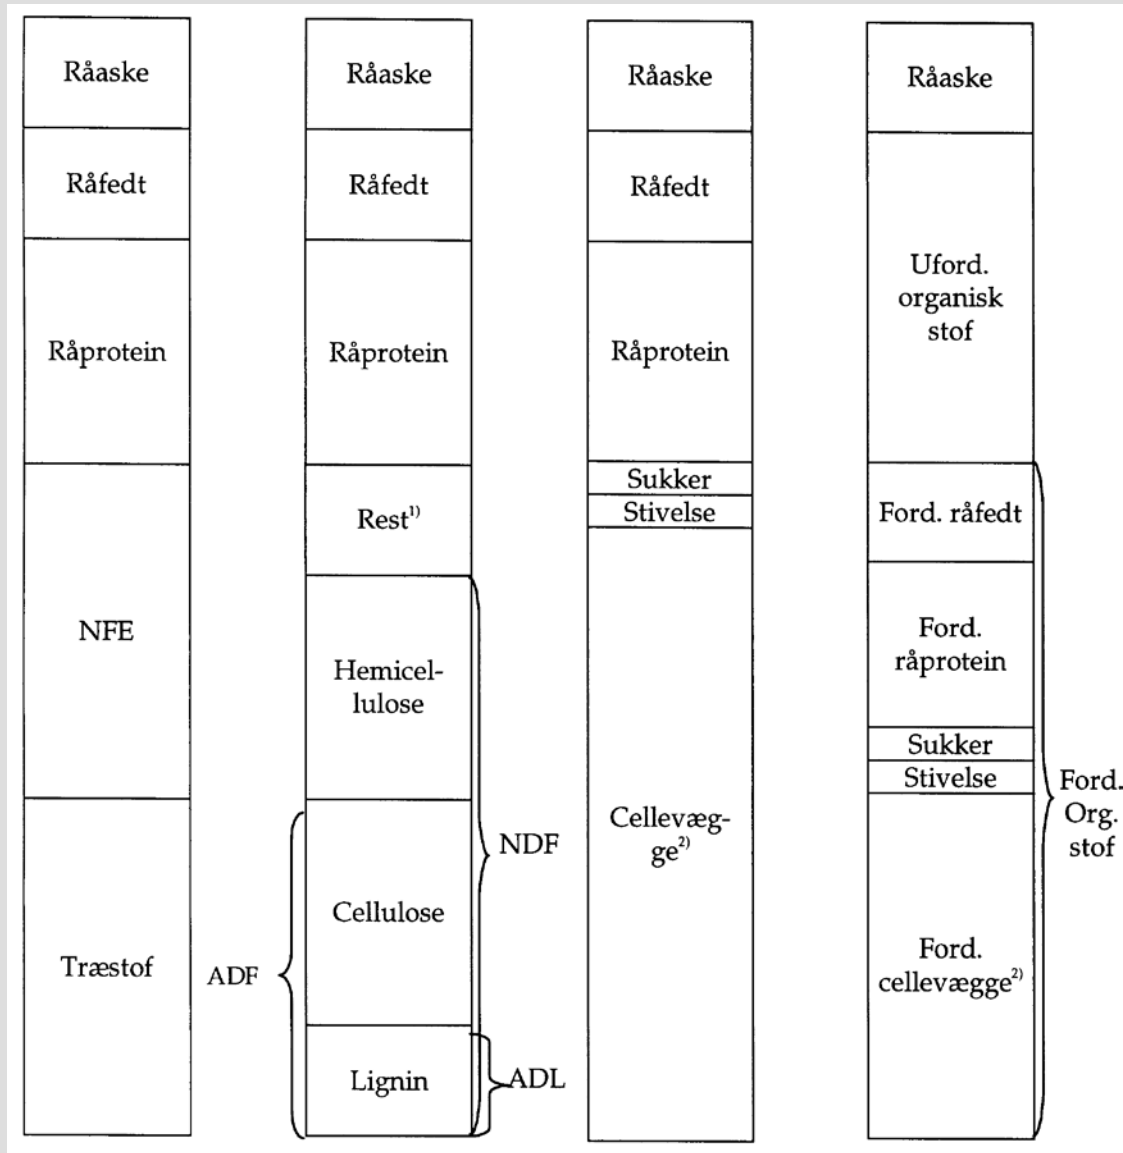 Råaske
Råfedt
Råprotein
NFE
Træstof
ADF
Råaske
Råfedt
Råprotein
Rest1)
Hemicel-
lulose
Cellulose
Lignin
NDF
ADL
Råaske
Råfedt
Råprotein
Sukker
Stivelse
Cellevæg-
ge2)
Råaske
Uford.
organisk
stof
Ford. råfedt
Ford.
råprotein
Sukker
Stivelse
Ford.
cellevægge2)
Ford.
Org.
stof